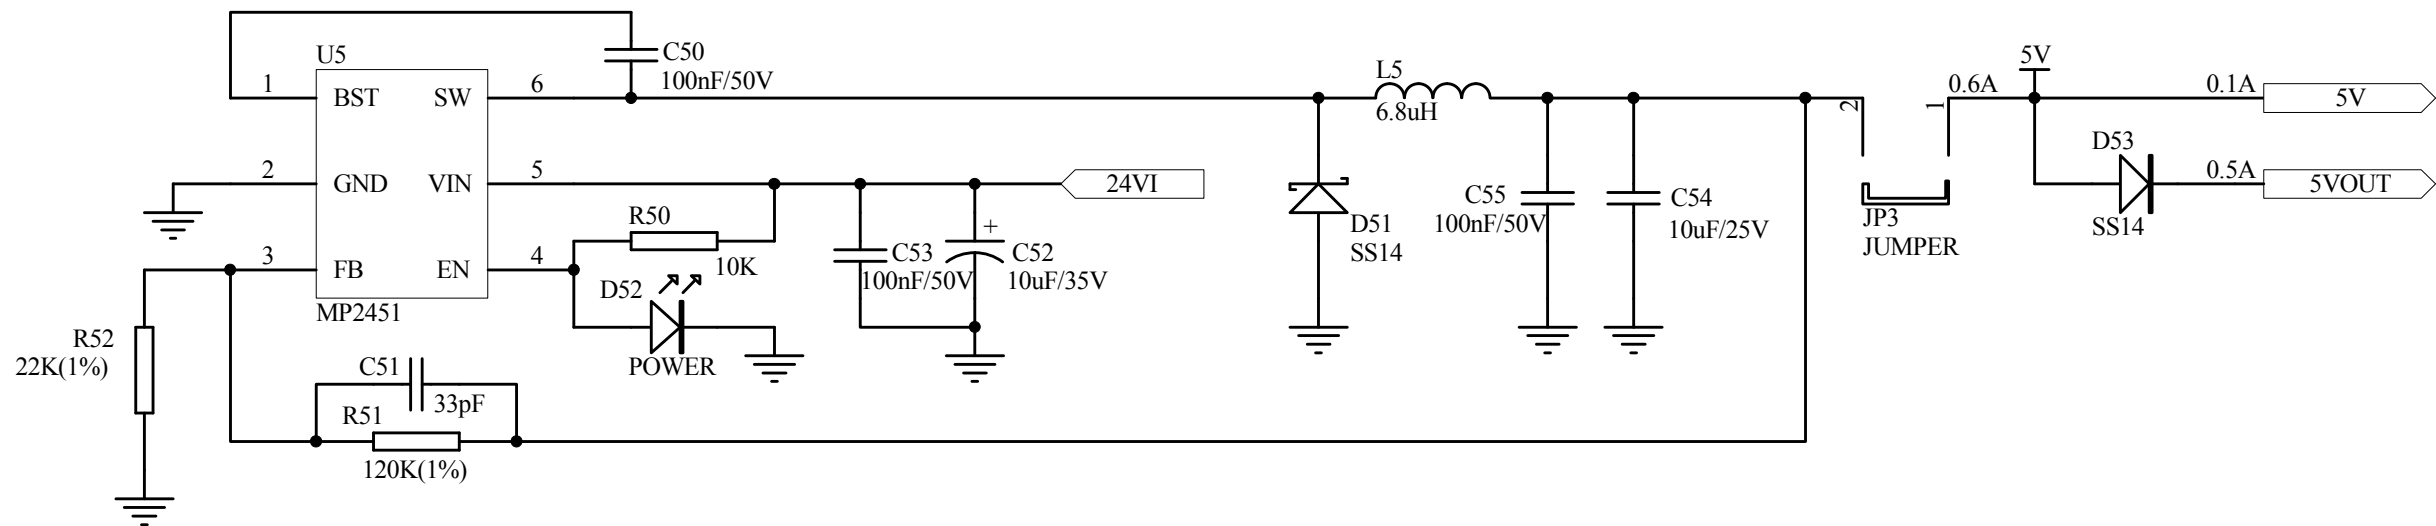 U5
1
BST
SW
6
2
GND
VIN
5
3
FB
EN
4
MP2451
C50
100nF/50V
24VI
R50
10K
D52
POWER
C53
100nF/50V
+
C52
10uF/35V
R52
22K(1%)
C51
33pF
R51
120K(1%)
L5
6.8uH
D51
SS14
C55
100nF/50V
C54
10uF/25V
2
1
JP3
JUMPER
0.6A
5V
0.1A
5V
D53
SS14
0.5A
5VOUT